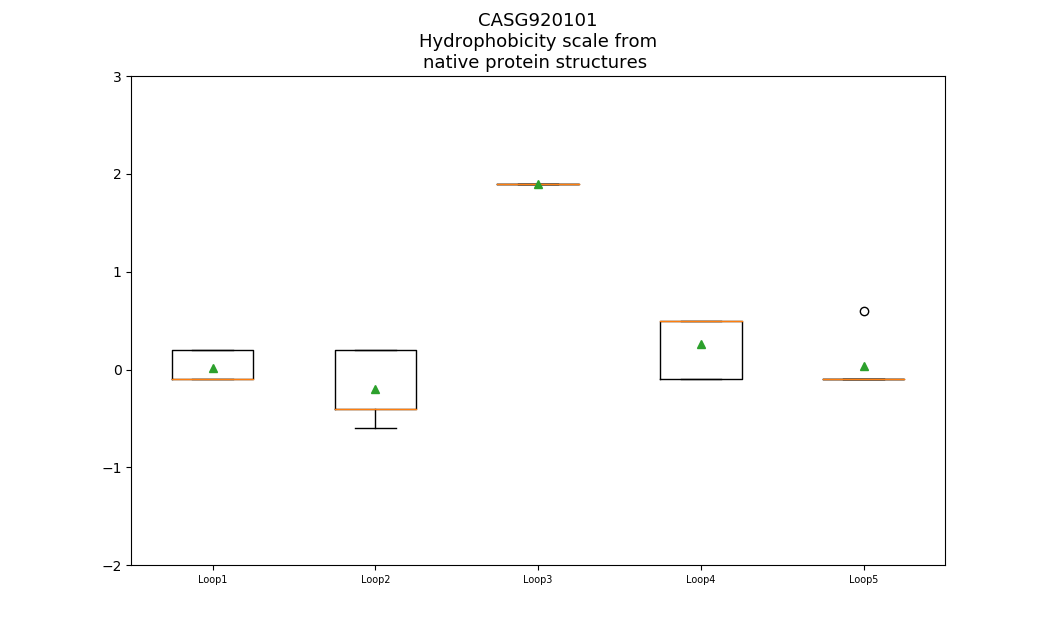 CASG920101
Hydrophobicity scale from
native protein structures
3
2
1
0
−1
−2
Loop1 Loop2 Loop3 Loop4 Loop5